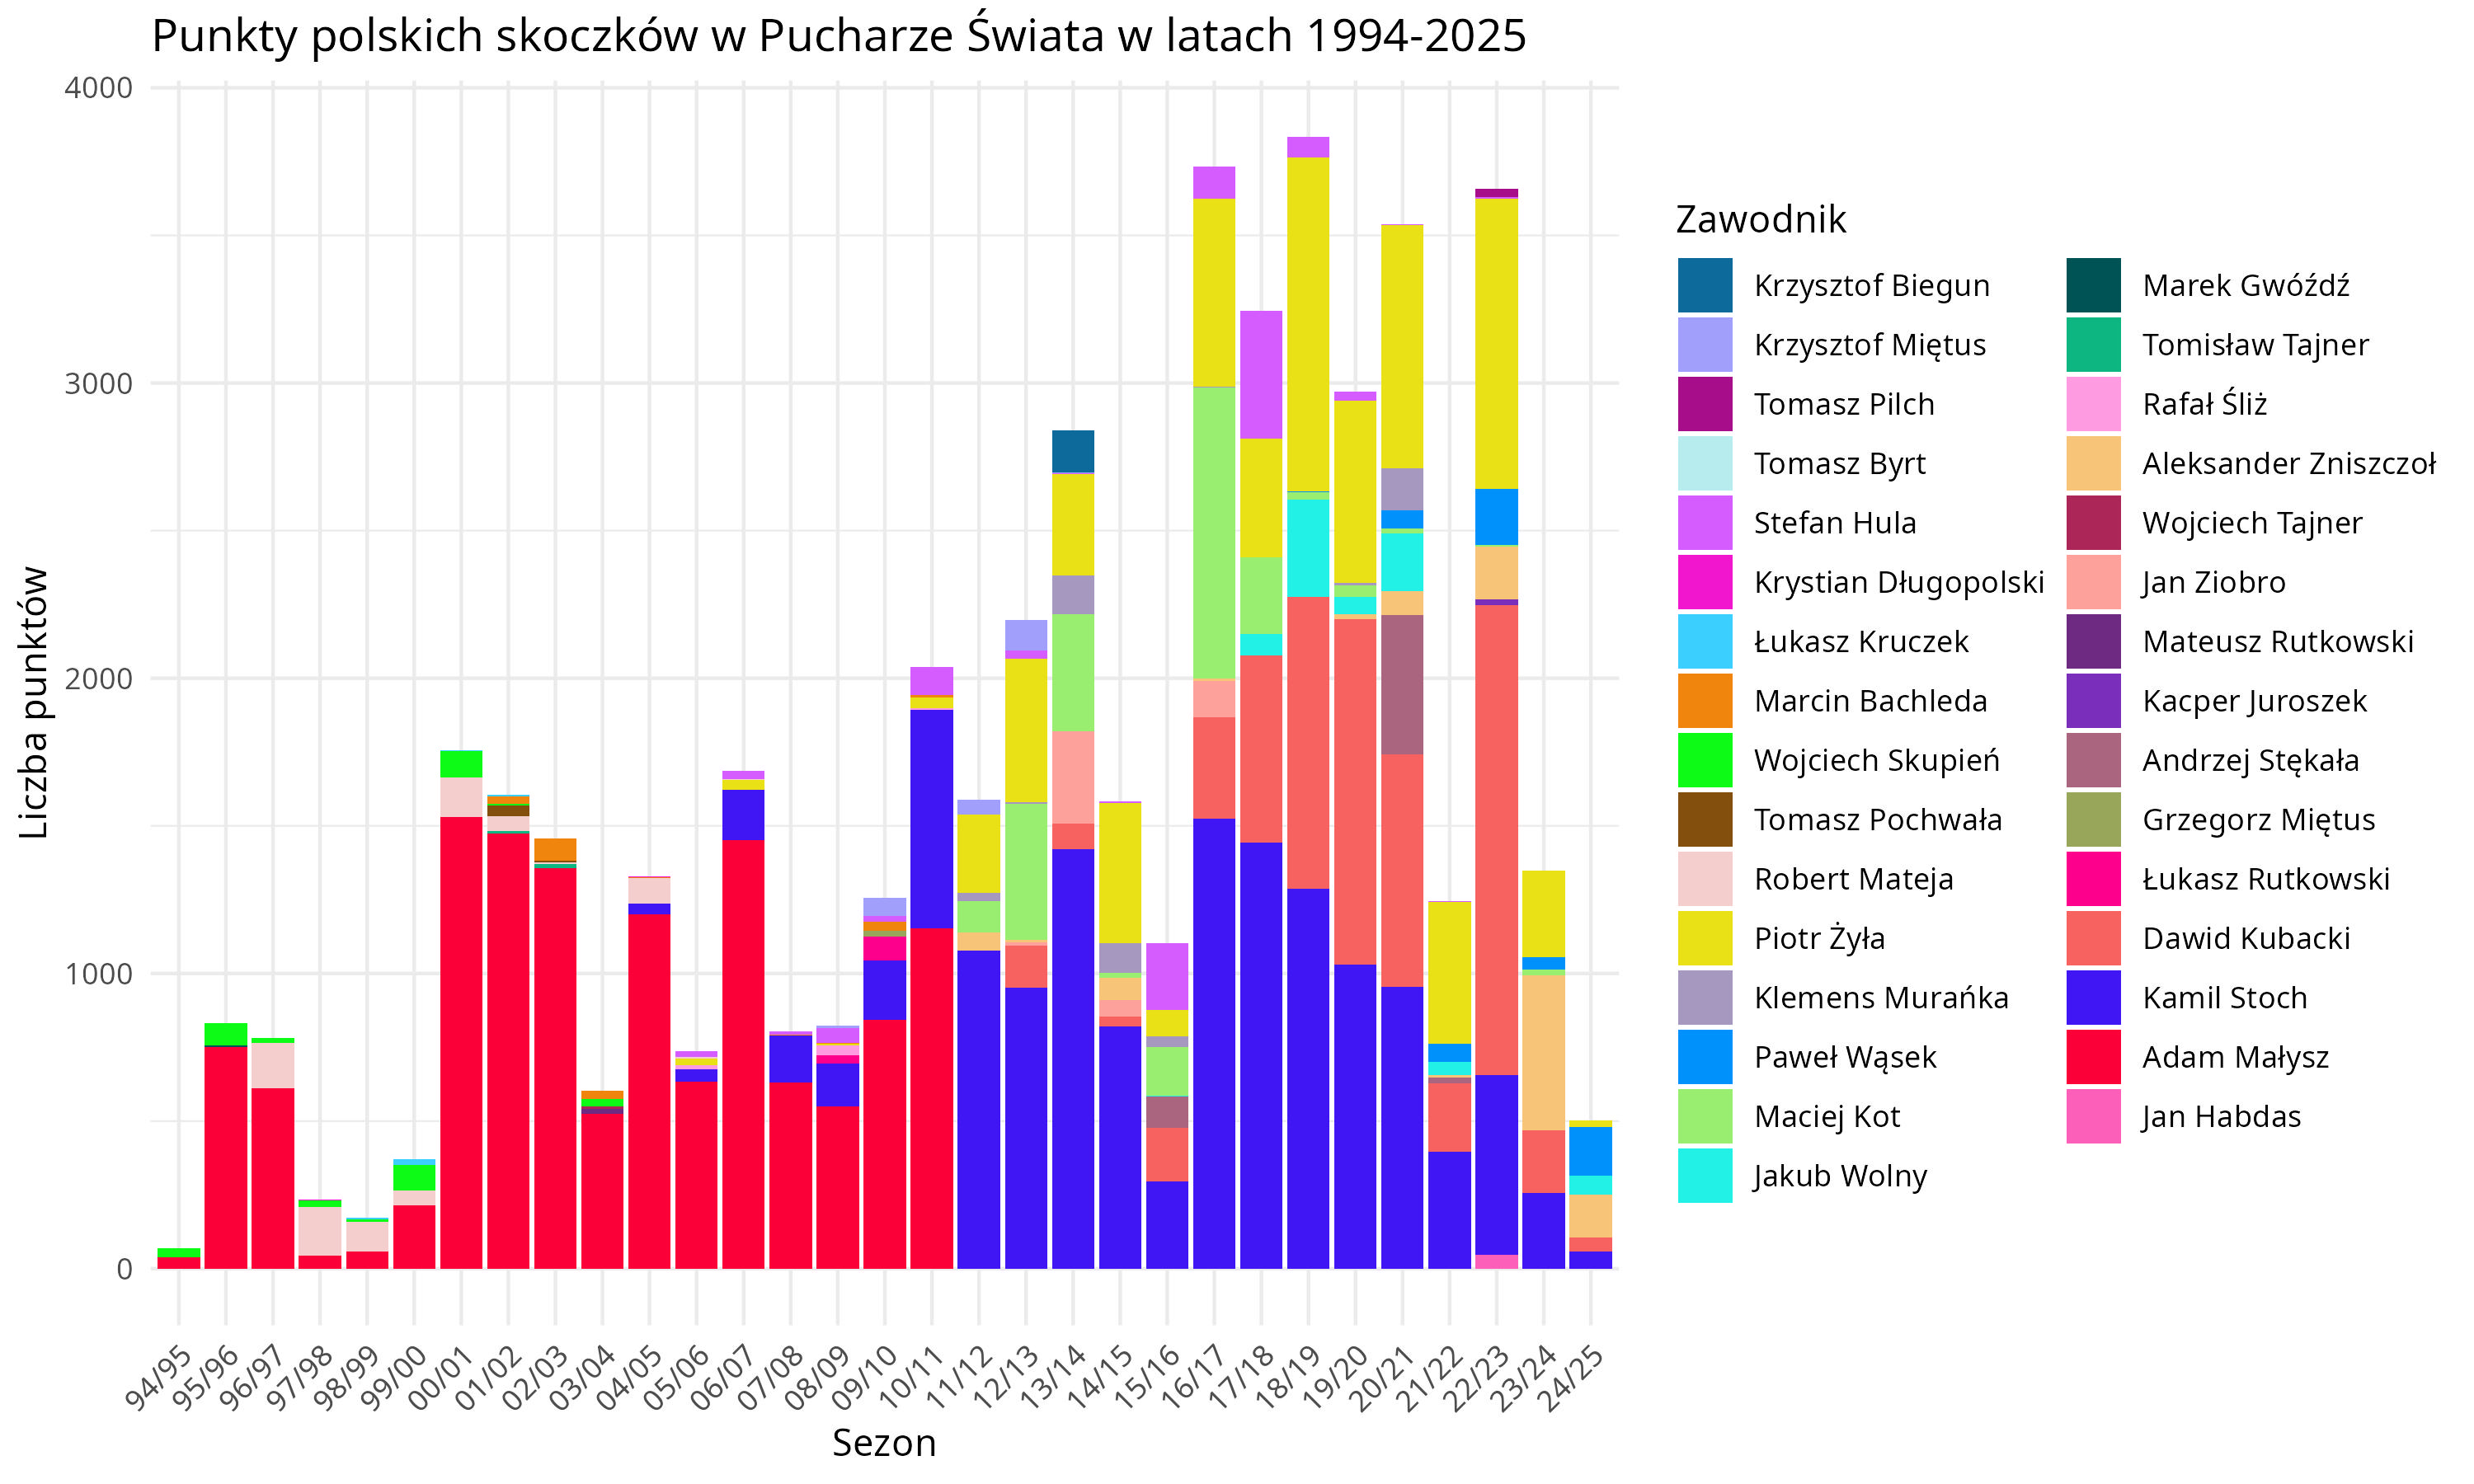 Punkty polskich skoczków w Pucharze Świata w latach 1994-2025
4000
3000
2000
1000
0
Liczba punktów
94/95
95/96
96/97
97/98
98/99
99/00
00/01
01/02
02/03
03/04
04/05
05/06
06/07
07/08
08/09
09/10
10/11
11/12
12/13
13/14
14/15
15/16
16/17
17/18
18/19
19/20
20/21
21/22
22/23
23/24
24/25
Sezon
Zawodnik
Krzysztof Biegun
Krzysztof Miętus
Tomasz Pilch
Tomasz Byrt
Stefan Hula
Krystian Długopolski
Łukasz Kruczek
Marcin Bachleda
Wojciech Skupień
Tomasz Pochwała
Robert Mateja
Piotr Żyła
Klemens Murańka
Paweł Wąsek
Maciej Kot
Jakub Wolny
Marek Gwóźdź
Tomisław Tajner
Rafał Śliż
Aleksander Zniszczoł
Wojciech Tajner
Jan Ziobro
Mateusz Rutkowski
Kacper Juroszek
Andrzej Stękała
Grzegorz Miętus
Łukasz Rutkowski
Dawid Kubacki
Kamil Stoch
Adam Małysz
Jan Habdas